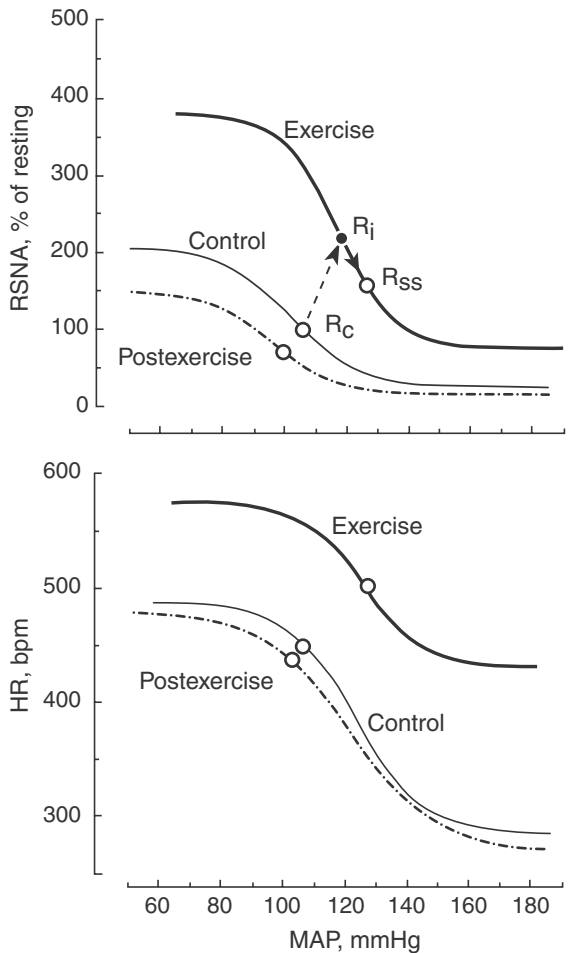 500
400
300
200
100
0
RSNA, % of resting
Exercise
Control
Ri
Rss
Rc
Postexercise
600
500
400
300
HR, bpm
Exercise
Postexercise
Control
60 80 100 120 140 160 180
MAP, mmHg